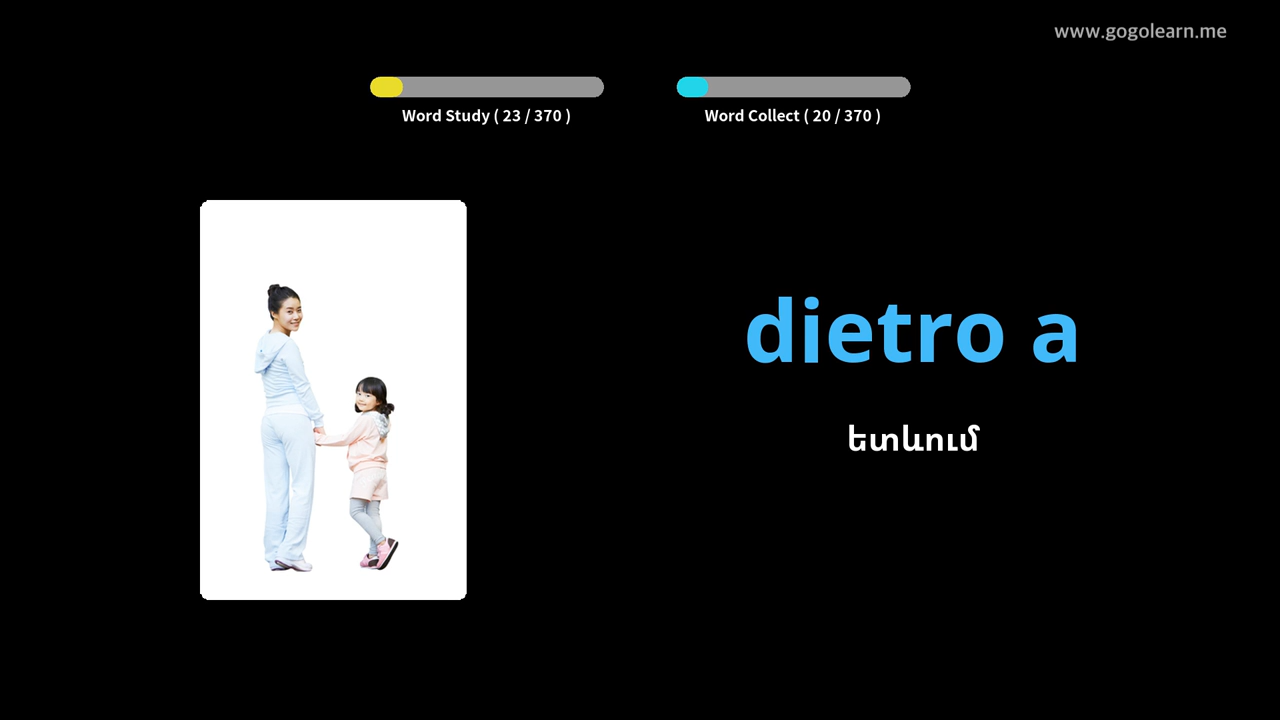 www.gogolearn.me
Word Study ( 23 / 370 )
Word Collect ( 20 / 370 )
dietro a
ետևում